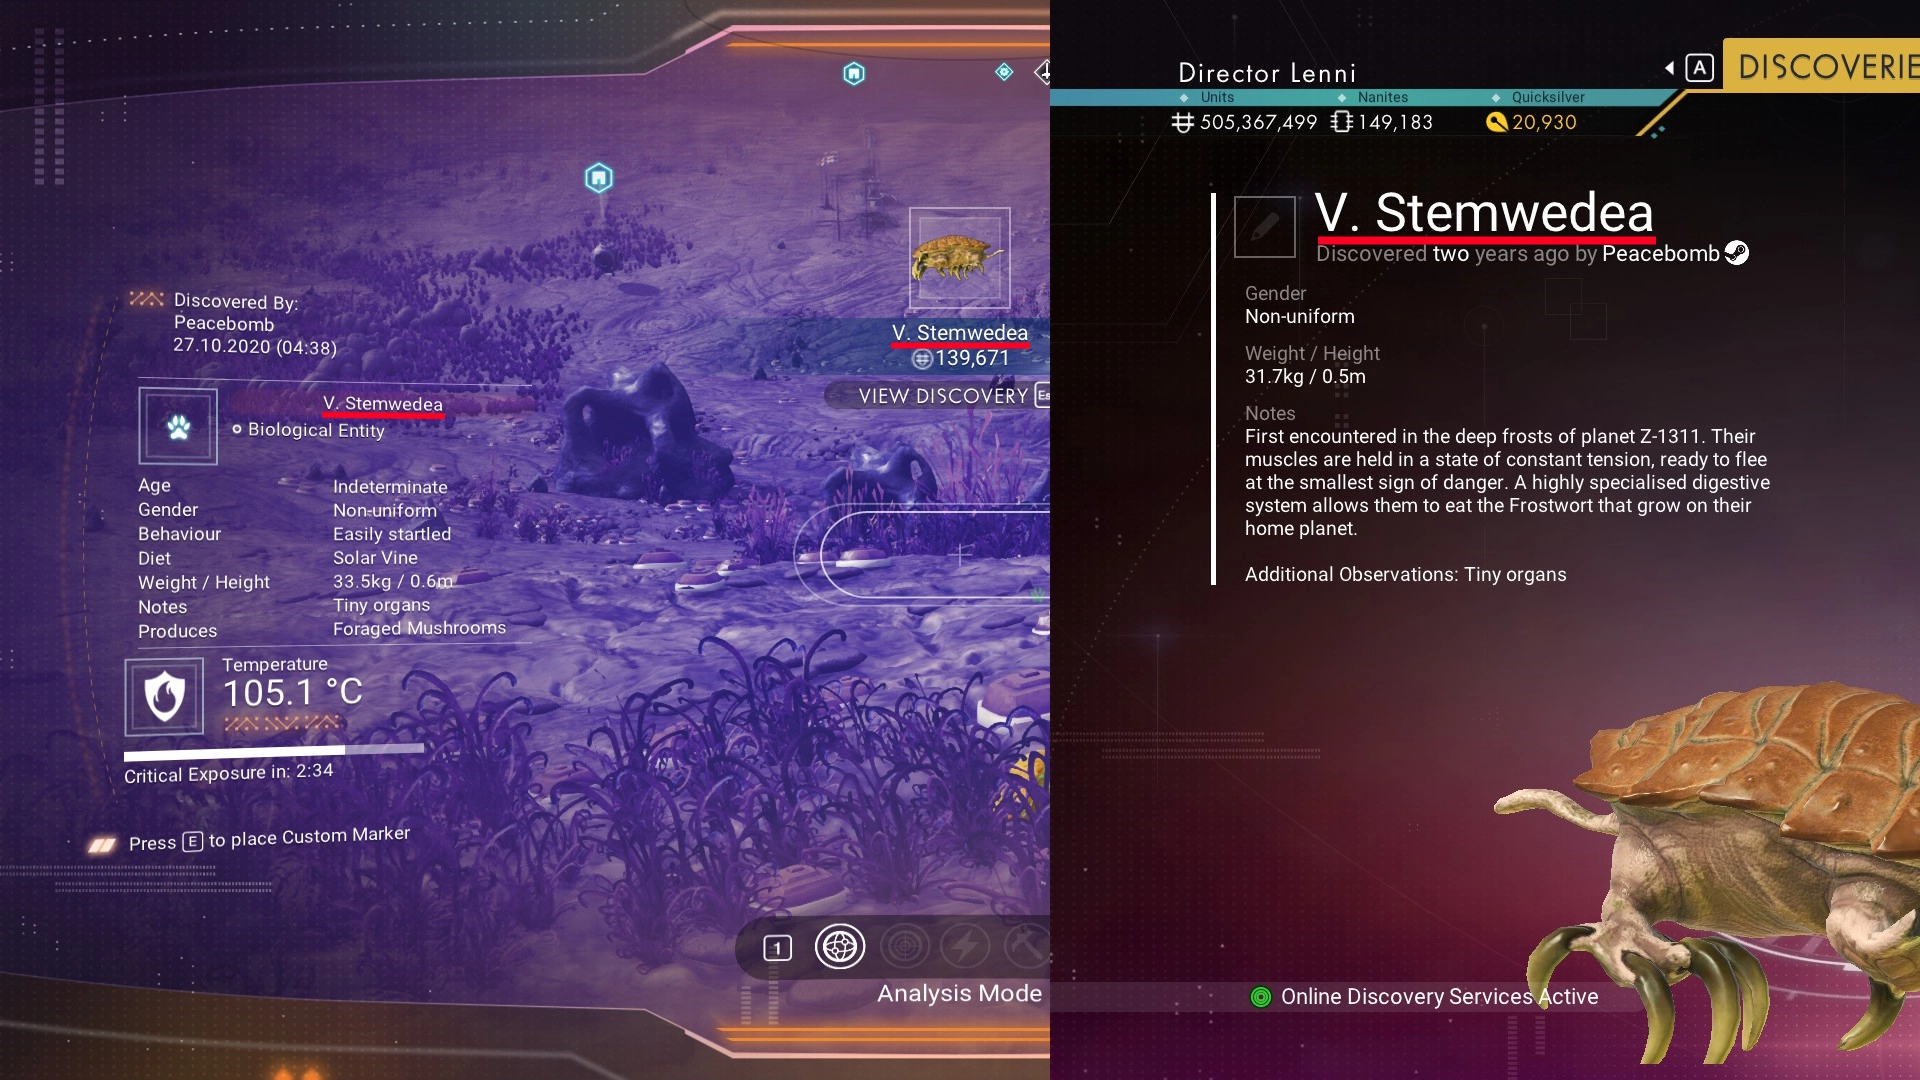 Discovered By:
Peacebomb
27.10.2020 (04:38)
V. Stemwedea
Biological Entity
Age Indeterminate
Gender Non-uniform
Behaviour Easily startled
Diet Solar Vine
Weight / Height 33.5kg / 0.6m
Notes Tiny organs
Produces Foraged Mushrooms
Temperature
105.1 °C
Critical Exposure in: 2:34
Press E to place Custom Marker
V. Stemwedea
139,671
VIEW DISCOVERY Es
1
Analysis Mode
Director Lenni
A DISCOVERIE
Units Nanites Quicksilver
505,367,499 149,183 20,930
V. Stemwedea
Discovered two years ago by Peacebomb
Gender
Non-uniform
Weight / Height
31.7kg / 0.5m
Notes
First encountered in the deep frosts of planet Z-1311. Their
muscles are held in a state of constant tension, ready to flee
at the smallest sign of danger. A highly specialised digestive
system allows them to eat the Frostwort that grow on their
home planet.
Additional Observations: Tiny organs
Online Discovery Services Active